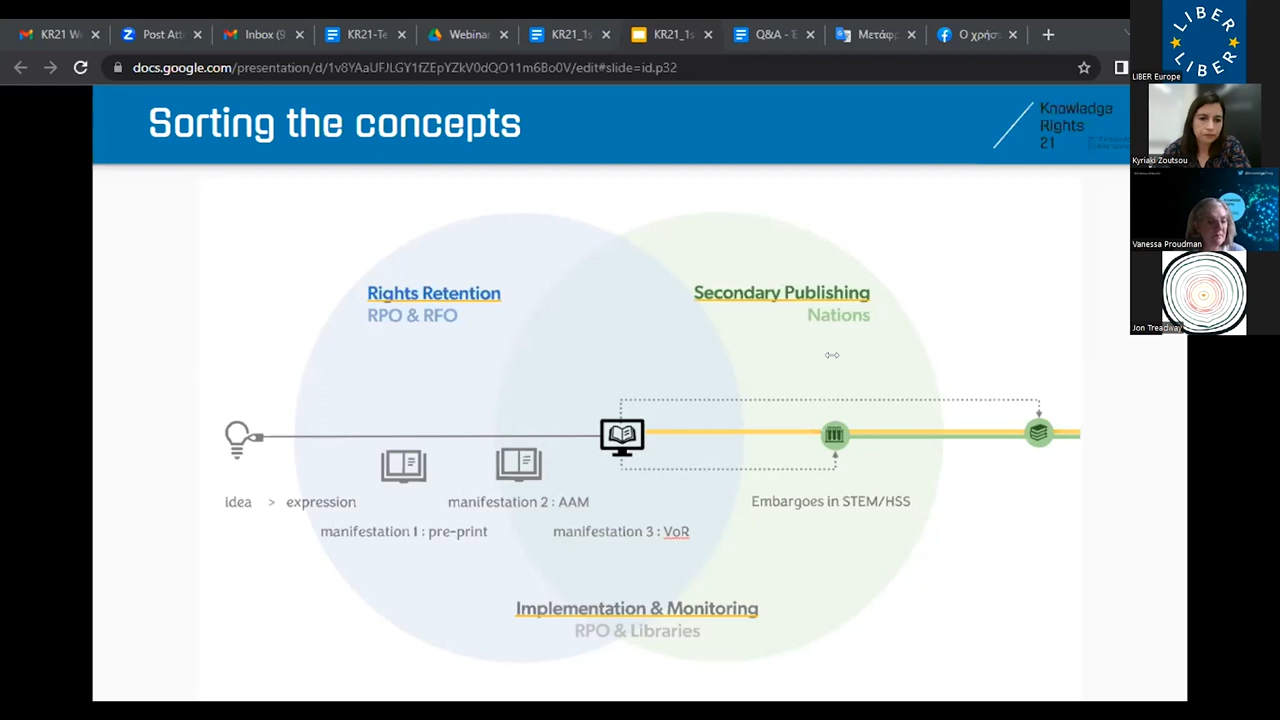 KR21 W
Post Att
Inbox (9
KR21-Te
Webinar
KR21_1s
KR21_1s
Q&A - E
Μετάφρ
Ο χρήσ
docs.google.com/presentation/d/1v8YAaUFJLGY1fZEpYZkV0dQO11m6Bo0V/edit#slide=id.p32
Sorting the concepts
Knowledge
Rights
21
Rights Retention
RPO & RFO
Secondary Publishing
Nations
Idea > expression
manifestation 1 : pre-print
manifestation 2 : AAM
manifestation 3 : VoR
Embargoes in STEM/HSS
Implementation & Monitoring
RPO & Libraries
LIBER
LIBER
LIBER Europe
Kyriaki Zoutsou
Vanessa Proudman
Jon Treadway